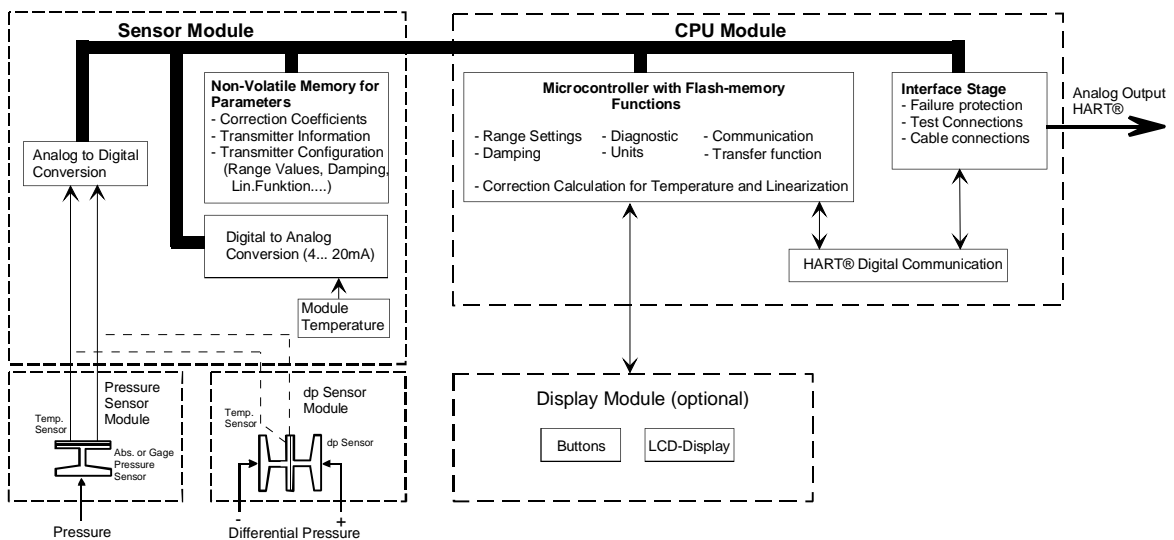 Sensor Module
Non-Volatile Memory for
Parameters
- Correction Coefficients
- Transmitter Information
- Transmitter Configuration
(Range Values, Damping,
Lin.Funktion....)
Analog to Digital
Conversion
Digital to Analog
Conversion (4... 20mA)
Module
Temperature
CPU Module
Microcontroller with Flash-memory
Functions
- Range Settings
- Diagnostic
- Communication
- Damping
- Units
- Transfer function
- Correction Calculation for Temperature and Linearization
Interface Stage
- Failure protection
- Test Connections
- Cable connections
Analog Output
HART®
HART® Digital Communication
Pressure
Sensor
Module
Temp.
Sensor
Abs. or Gage
Pressure
Sensor
Pressure
dp Sensor
Module
Temp.
Sensor
dp Sensor
- +
Differential Pressure
Display Module (optional)
Buttons
LCD-Display